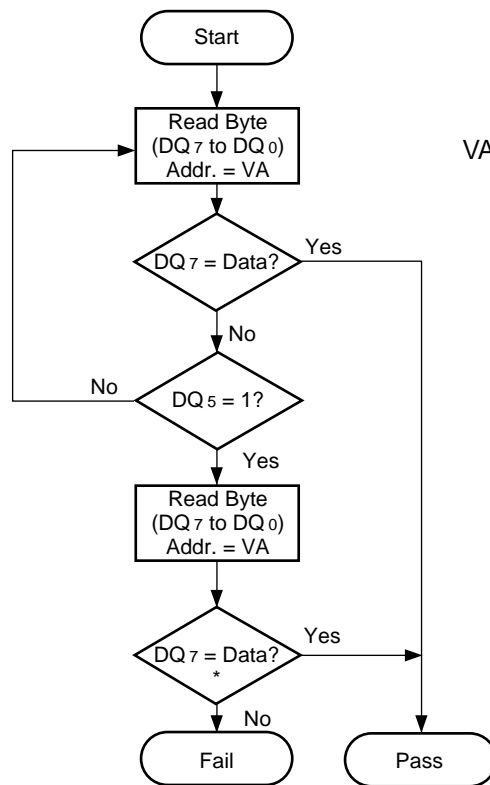 Start
Read Byte
(DQ7 to DQ0)
Addr. = VA
VA
DQ7 = Data?
Yes
No
No
DQ5 = 1?
Yes
Read Byte
(DQ7 to DQ0)
Addr. = VA
DQ7 = Data?
*
Yes
No
Fail
Pass